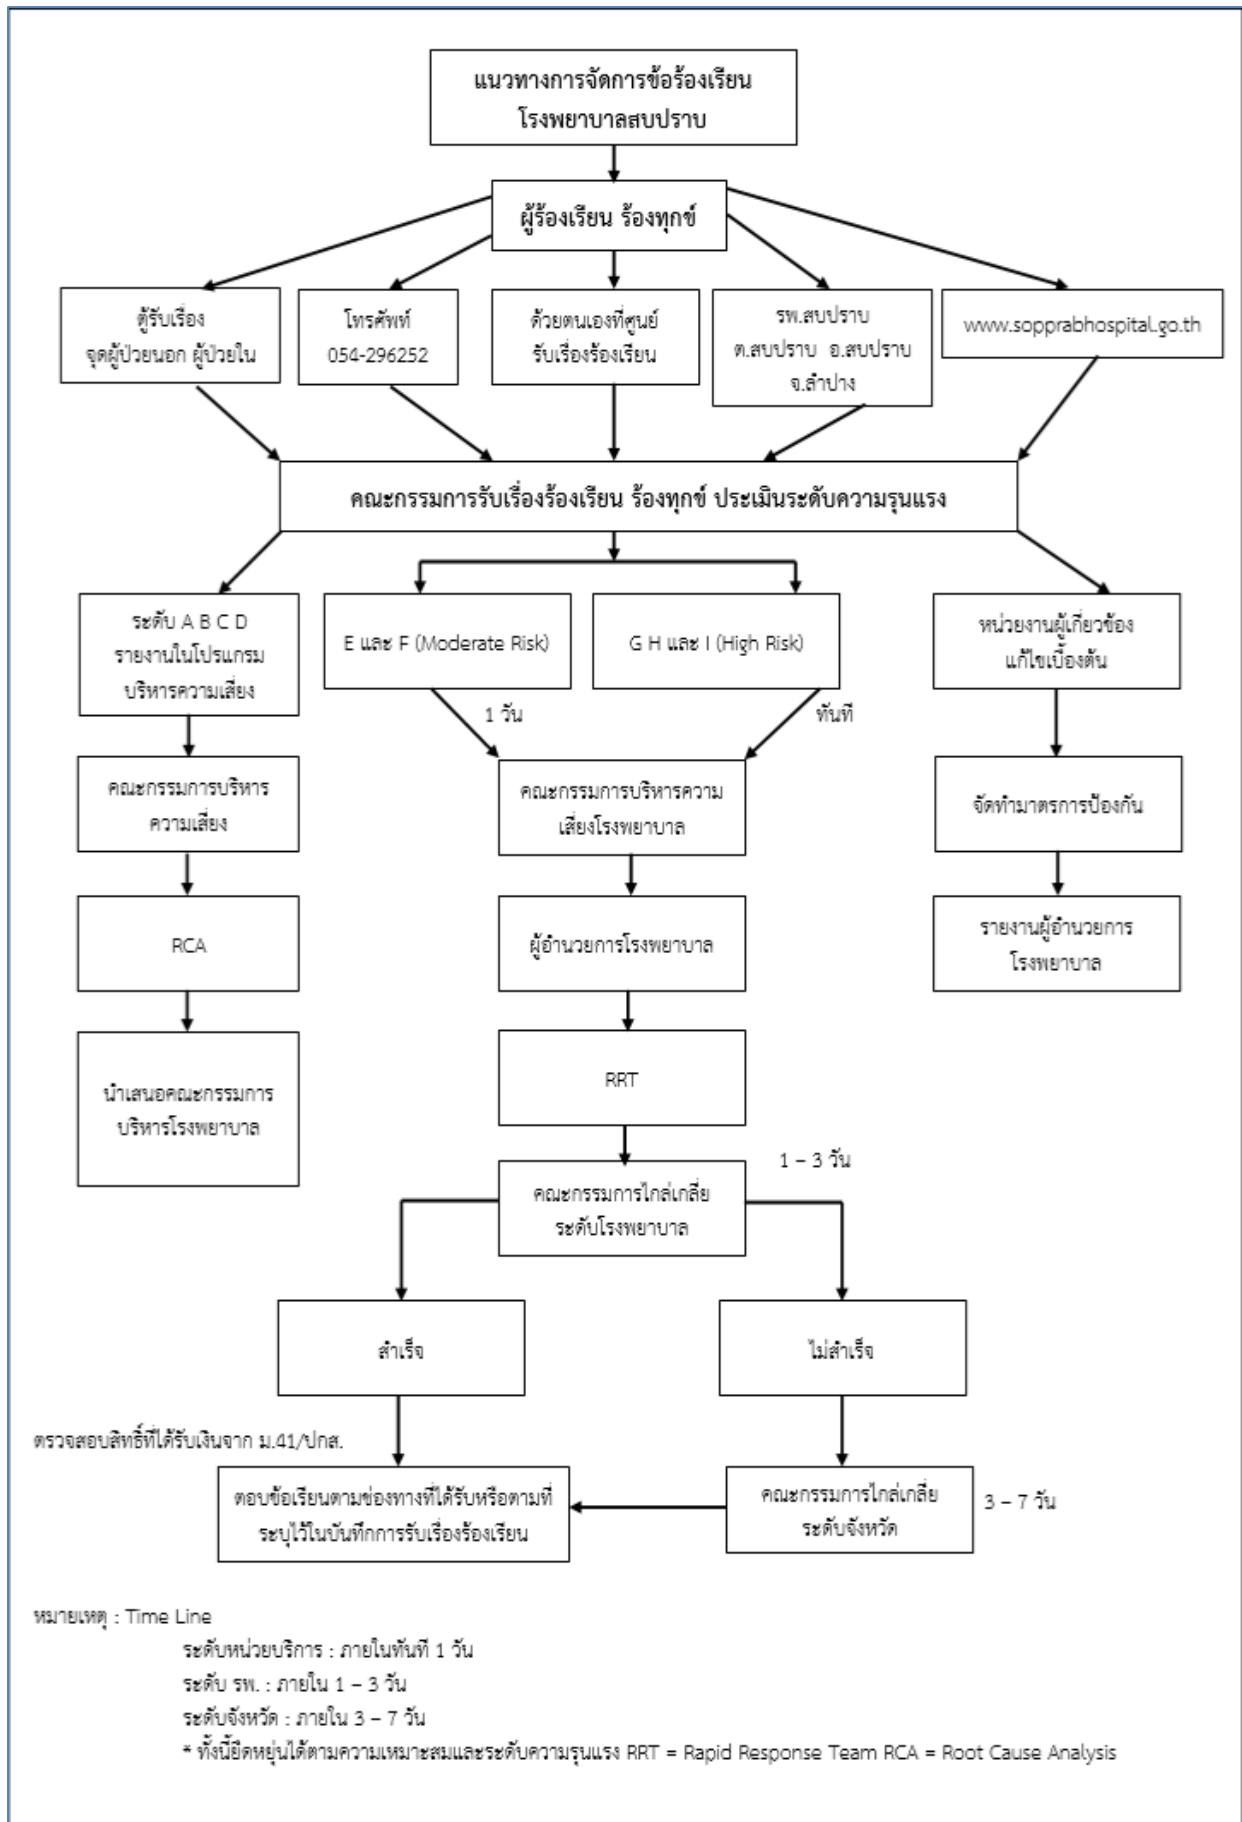 แนวทางการจัดการข้อร้องเรียน
โรงพยาบาลสบปราบ
ผู้ร้องเรียน ร้องทุกข์
ตู้รับเรื่อง
จุดผู้ป่วยนอก ผู้ป่วยใน
โทรศัพท์
054-296252
ด้วยตนเองที่ศูนย์
รับเรื่องร้องเรียน
รพ.สบปราบ
ต.สบปราบ อ.สบปราบ
จ.ลำปาง
www.sopprabhospital.go.th
คณะกรรมการรับเรื่องร้องเรียน ร้องทุกข์ ประเมินระดับความรุนแรง
ระดับ A B C D
รายงานในโปรแกรม
บริหารความเสี่ยง
E และ F (Moderate Risk)
G H และ I (High Risk)
หน่วยงานผู้เกี่ยวข้อง
แก้ไขเบื้องต้น
1 วัน
ทันที
คณะกรรมการบริหาร
ความเสี่ยง
คณะกรรมการบริหารความ
เสี่ยงโรงพยาบาล
จัดทำมาตรการป้องกัน
RCA
ผู้อำนวยการโรงพยาบาล
รายงานผู้อำนวยการ
โรงพยาบาล
นำเสนอคณะกรรมการ
บริหารโรงพยาบาล
RRT
1 – 3 วัน
คณะกรรมการไกล่เกลี่ย
ระดับโรงพยาบาล
สำเร็จ
ไม่สำเร็จ
ตรวจสอบสิทธิ์ที่ได้รับเงินจาก ม.41/ปกส.
ตอบข้อเรียนตามช่องทางที่ได้รับหรือตามที่
ระบุไว้ในบันทึกการรับเรื่องร้องเรียน
คณะกรรมการไกล่เกลี่ย
ระดับจังหวัด
3 – 7 วัน
หมายเหตุ : Time Line
ระดับหน่วยบริการ : ภายในทันที 1 วัน
ระดับ รพ. : ภายใน 1 – 3 วัน
ระดับจังหวัด : ภายใน 3 – 7 วัน
* ทั้งนี้ยืดหยุ่นได้ตามความเหมาะสมและระดับความรุนแรง RRT = Rapid Response Team RCA = Root Cause Analysis